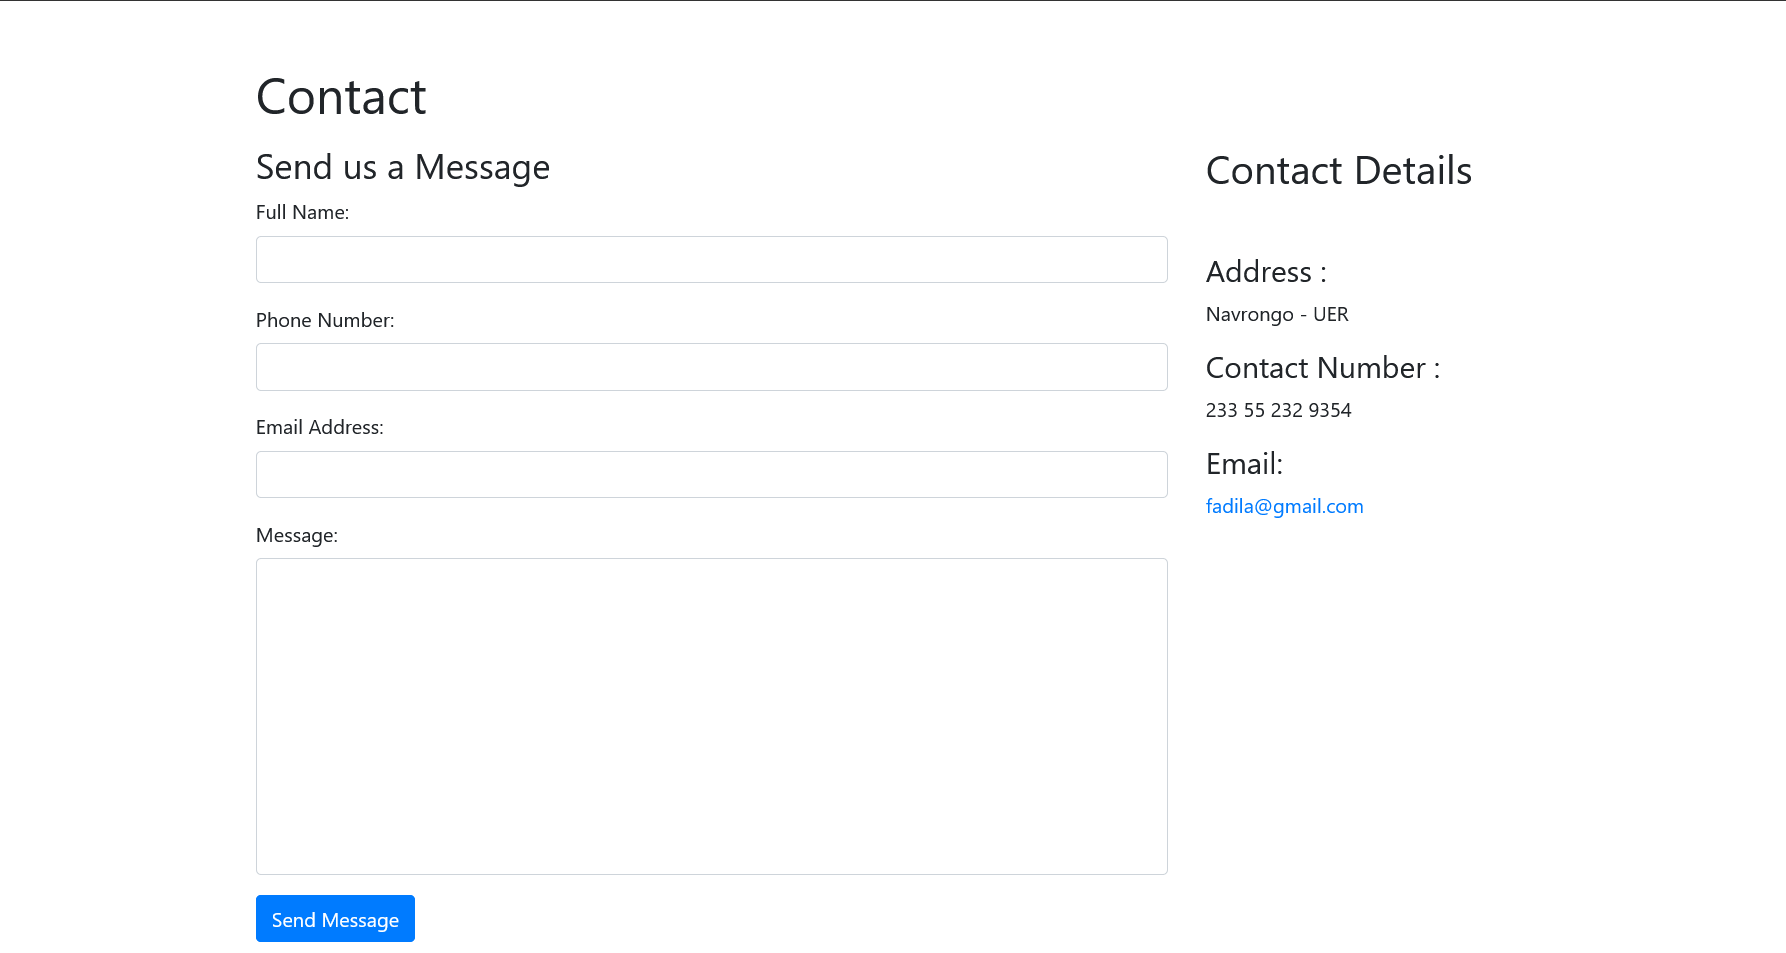 Contact
Send us a Message
Full Name:
Phone Number:
Email Address:
Message:
Send Message
Contact Details
Address :
Navrongo - UER
Contact Number :
233 55 232 9354
Email:
fadila@gmail.com